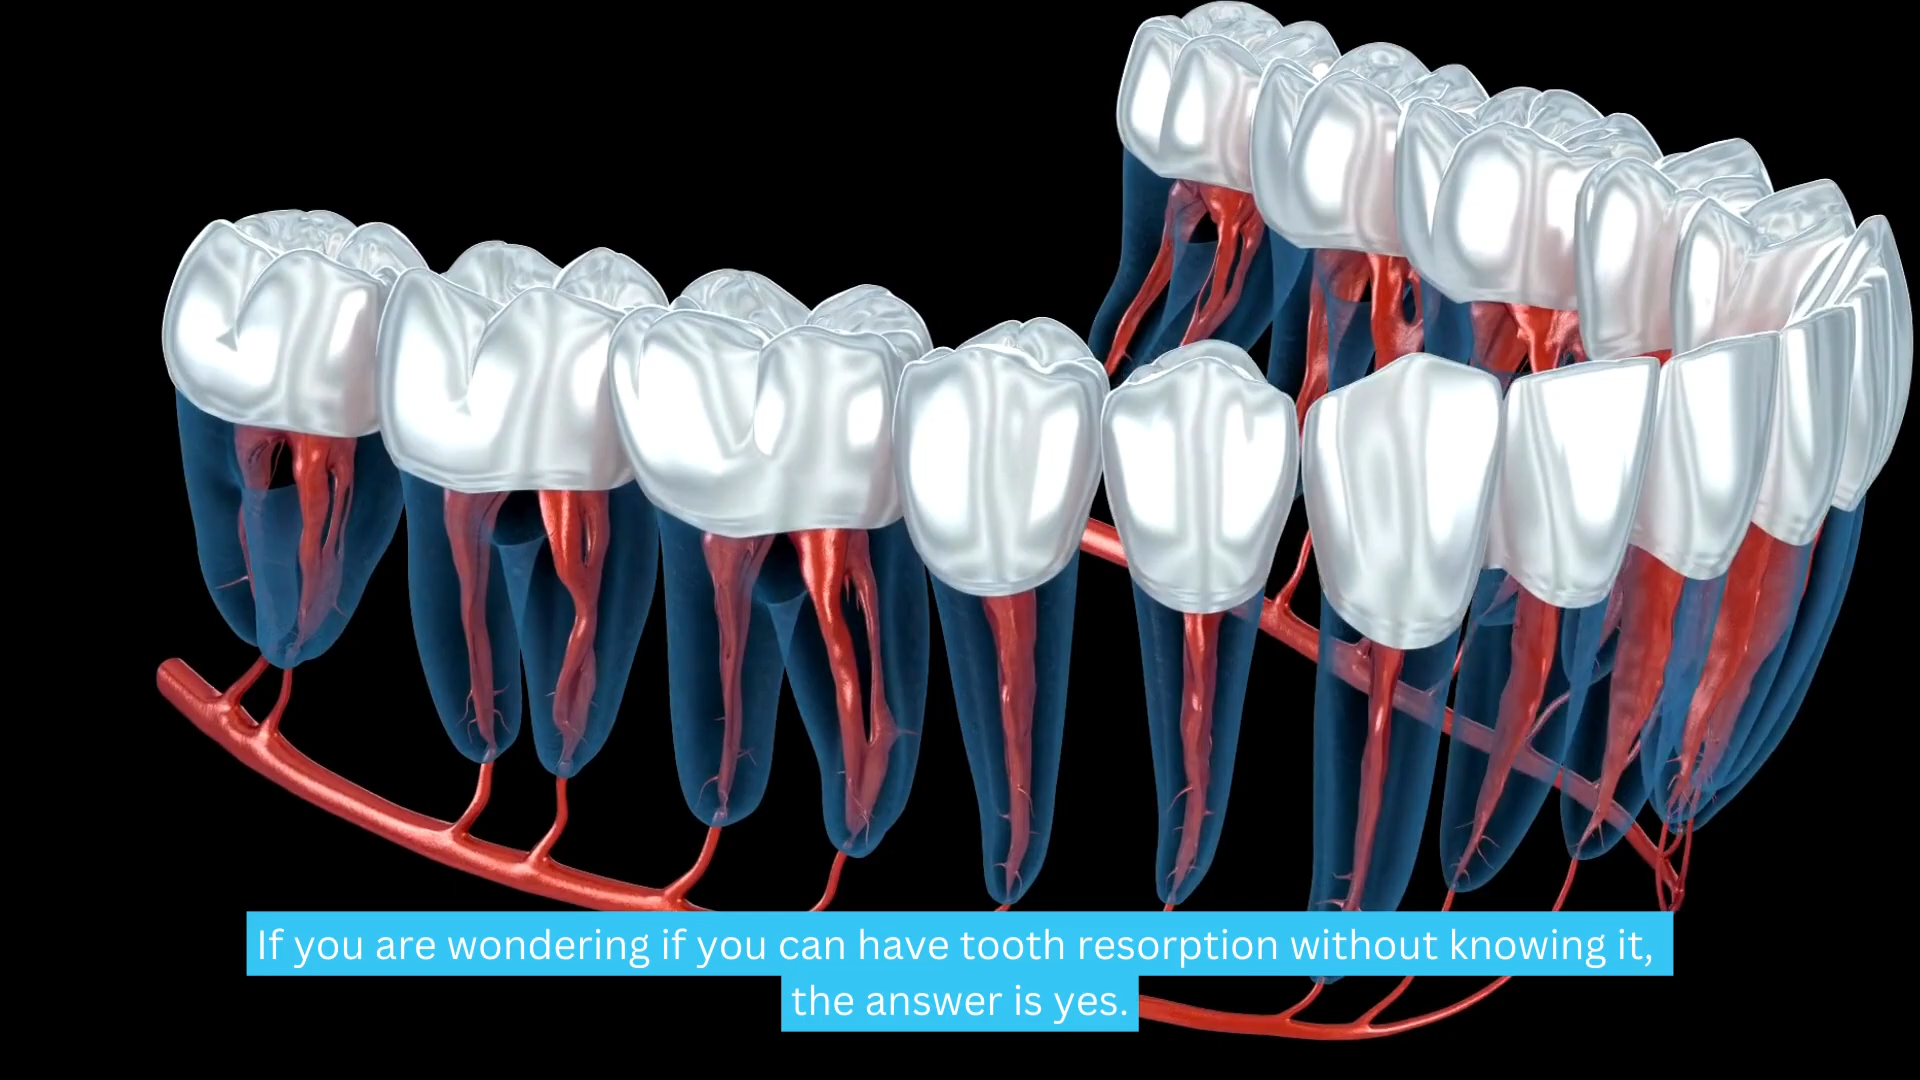 If you are wondering if you can have tooth resorption without knowing it,
the answer is yes.